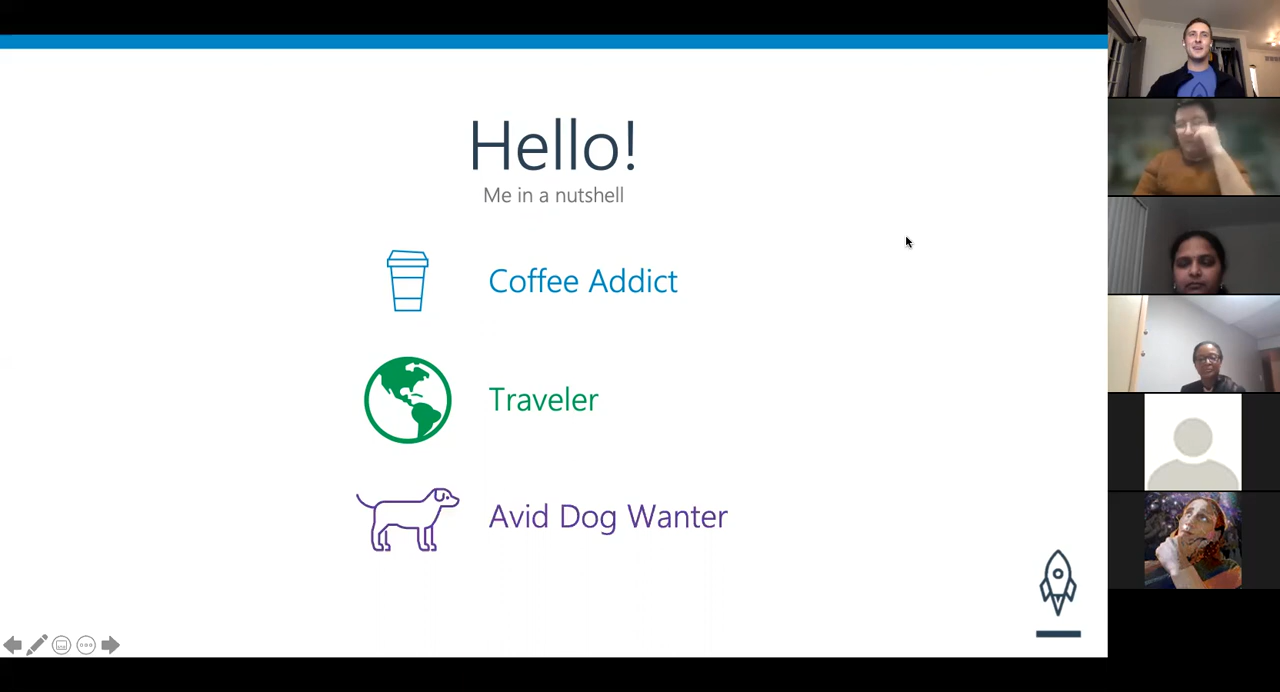 Hello!
Me in a nutshell
Coffee Addict
Traveler
Avid Dog Wanter